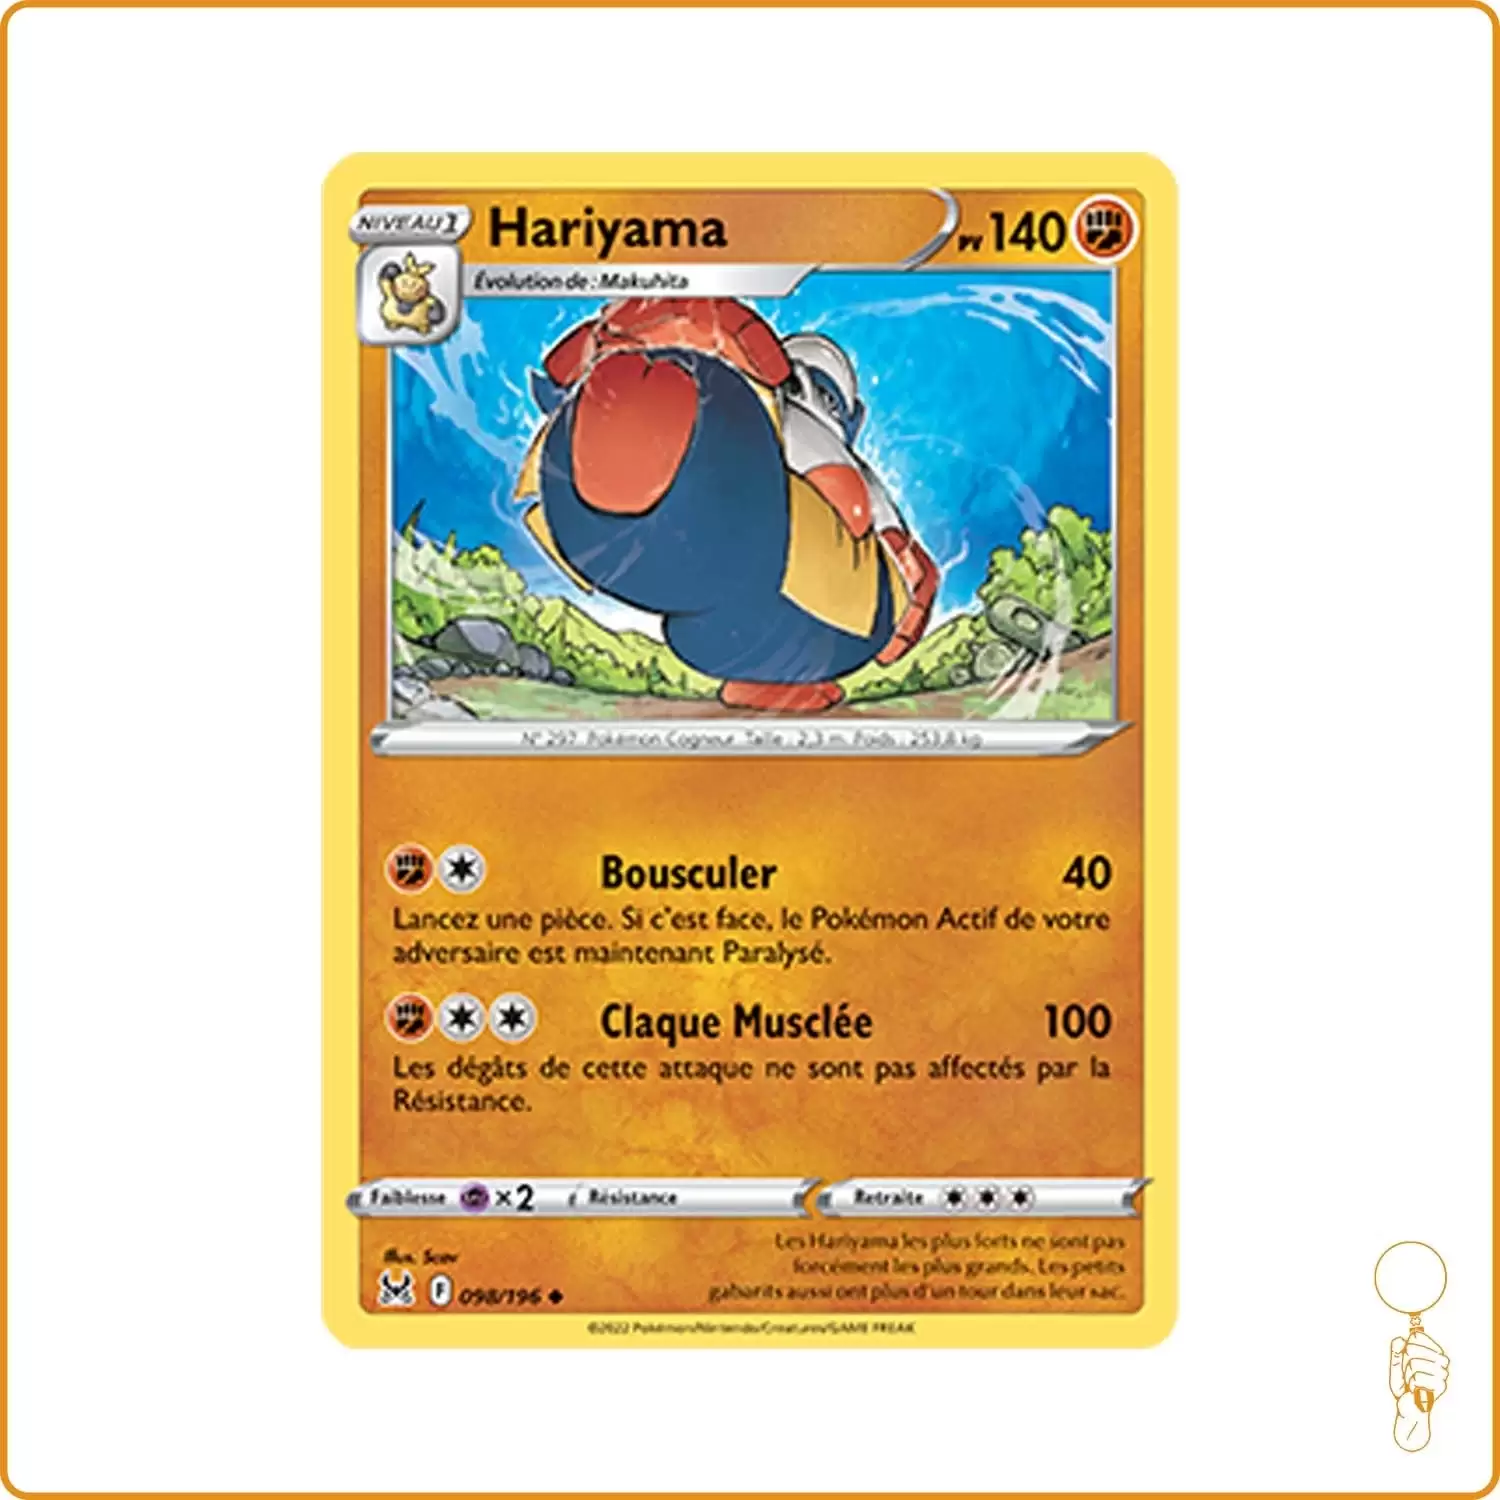 NIVEAU 1
Hariyama
PV 140
Évolution de : Makuhita
N° 297 Pokémon Cogneur Taille : 2,3 m Poids : 253,8 kg
Bousculer 40
Lancez une pièce. Si c'est face, le Pokémon Actif de votre
adversaire est maintenant Paralysé.
Claque Musclée 100
Les dégâts de cette attaque ne sont pas affectés par la
Résistance.
Faiblesse ×2 Résistance Retraite
Illus. Scav
Les Hariyama les plus forts ne sont pas
forcément les plus grands. Les petits
gabarits aussi ont plus d'un tour dans leur sac.
F 098/196
©2022 Pokémon/Nintendo/Creatures/GAME FREAK